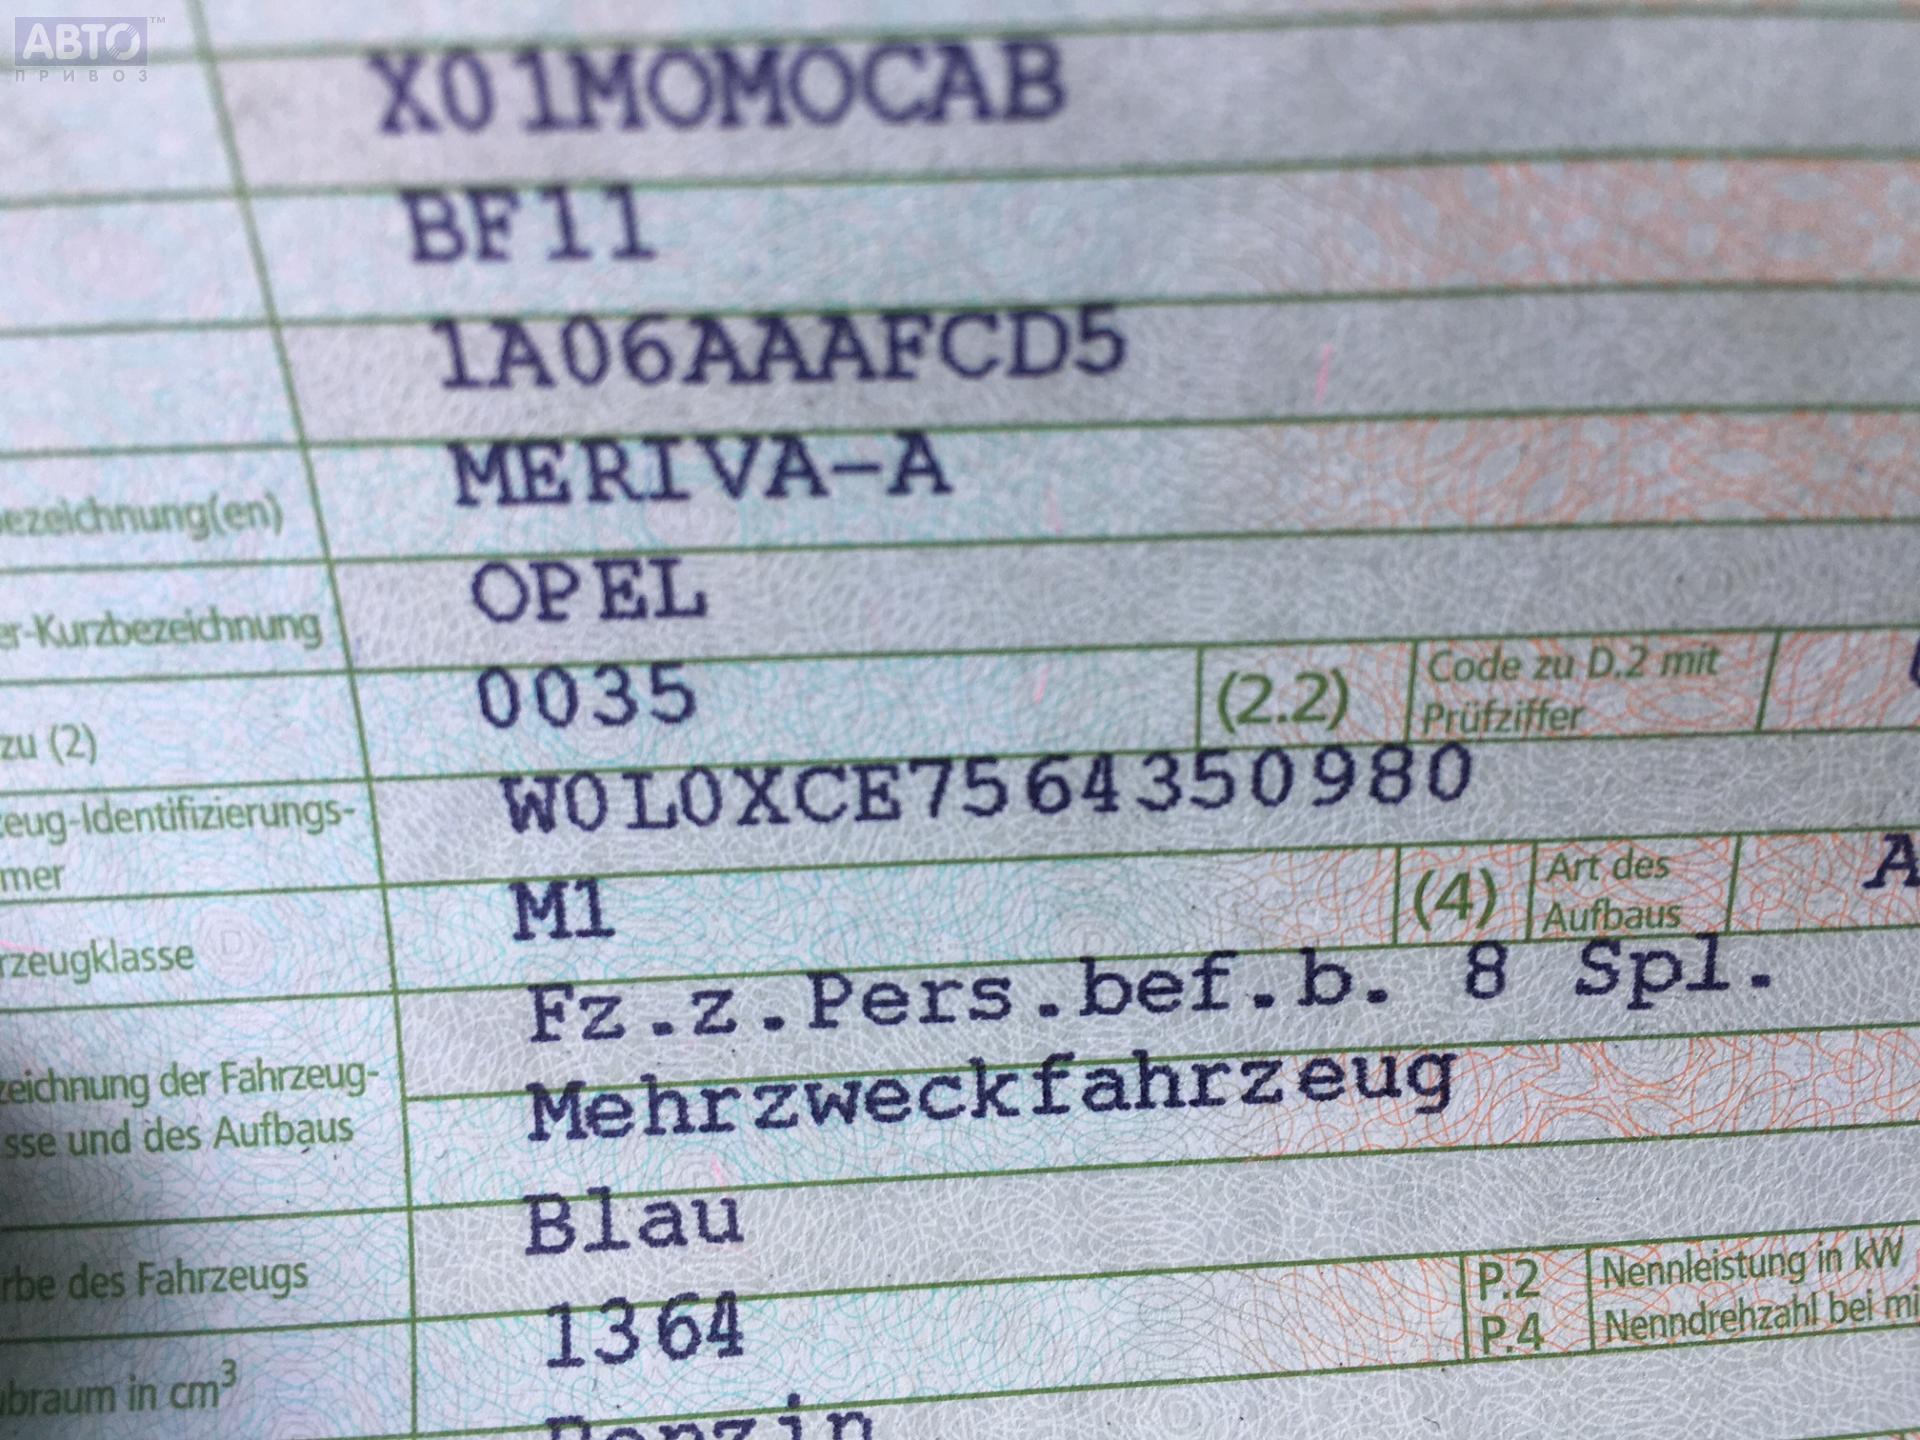 АВТО™
ПРИВОЗ
X01MOMOCAB
BF11
1A06AAAFCD5
MERIVA-A
ezeichnung(en)
OPEL
er-Kurzbezeichnung
0035 (2.2) Code zu D.2 mit
Prüfziffer
zu (2)
W0L0XCE7564350980
eug-Identifizierungs-
mer
M1 (4) Art des
Aufbaus A
rzeugklasse
Fz.z.Pers.bef.b. 8 Spl.
zeichnung der Fahrzeug-
Mehrzweckfahrzeug
sse und des Aufbaus
Blau
rbe des Fahrzeugs
P.2 Nennleistung in kW
1364 P.4 Nenndrehzahl bei mi
ubraum in cm³
Benzin